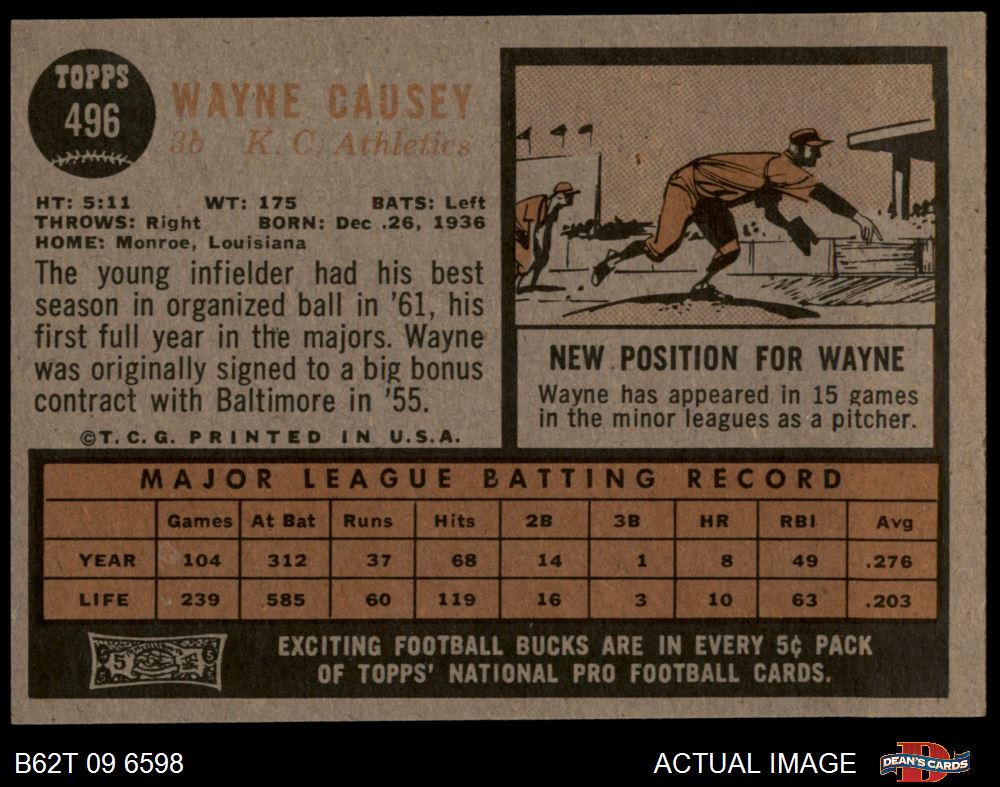 TOPPS
496
WAYNE CAUSEY
3b K. C. Athletics
HT: 5:11 WT: 175 BATS: Left
THROWS: Right BORN: Dec .26, 1936
HOME: Monroe, Louisiana
The young infielder had his best
season in organized ball in '61, his
first full year in the majors. Wayne
was originally signed to a big bonus
contract with Baltimore in '55.
©T. C. G. PRINTED IN U.S.A.
NEW POSITION FOR WAYNE
Wayne has appeared in 15 games
in the minor leagues as a pitcher.
MAJOR LEAGUE BATTING RECORD
Games At Bat Runs Hits 2B 3B HR RBI Avg
YEAR 104 312 37 68 14 1 8 49 .276
LIFE 239 585 60 119 16 3 10 63 .203
5
EXCITING FOOTBALL BUCKS ARE IN EVERY 5¢ PACK
OF TOPPS' NATIONAL PRO FOOTBALL CARDS.
B62T 09 6598 ACTUAL IMAGE
DEAN'S CARDS